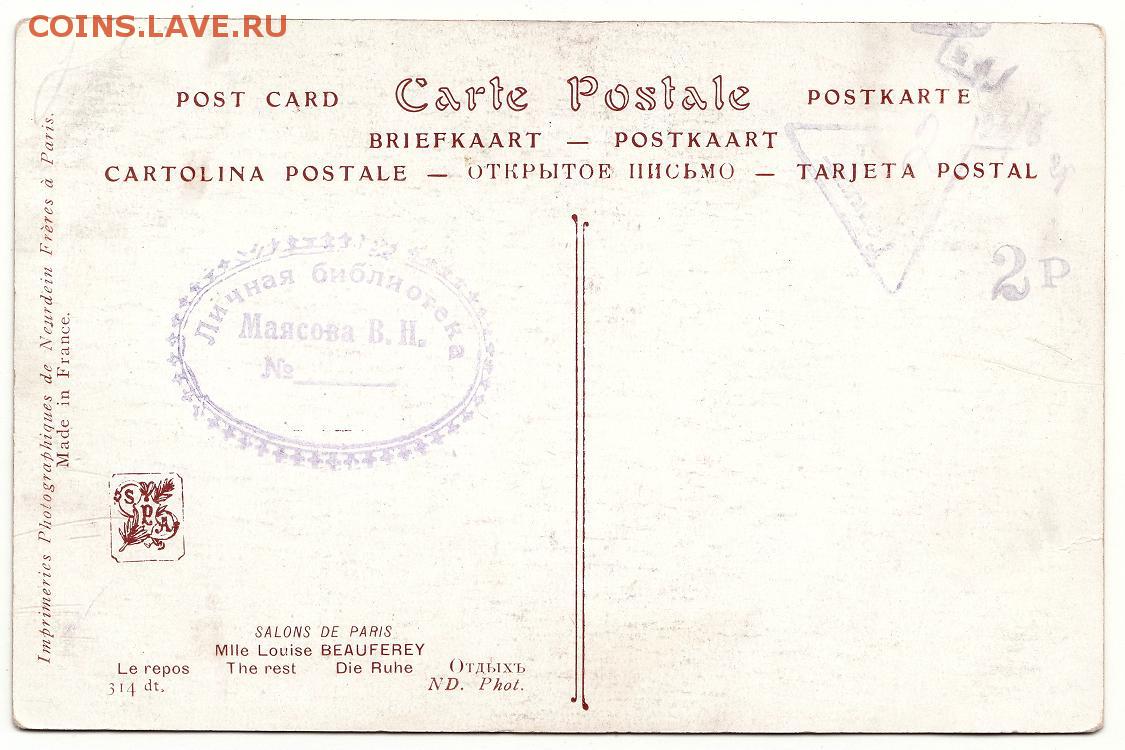 COINS.LAVE.RU
POST CARD Carte Postale POSTKARTE
BRIEFKAART — POSTKAART
CARTOLINA POSTALE — ОТКРЫТОЕ ПИСЬМО — TARJETA POSTAL
2 Р
Личная библиотека
Маясова В. Н.
№
Imprimeries Photographiques de Neurdein Frères à Paris.
Made in France.
S P A
SALONS DE PARIS
Mlle Louise BEAUFEREY
Le repos The rest Die Ruhe Отдыхъ
314 dt. ND. Phot.